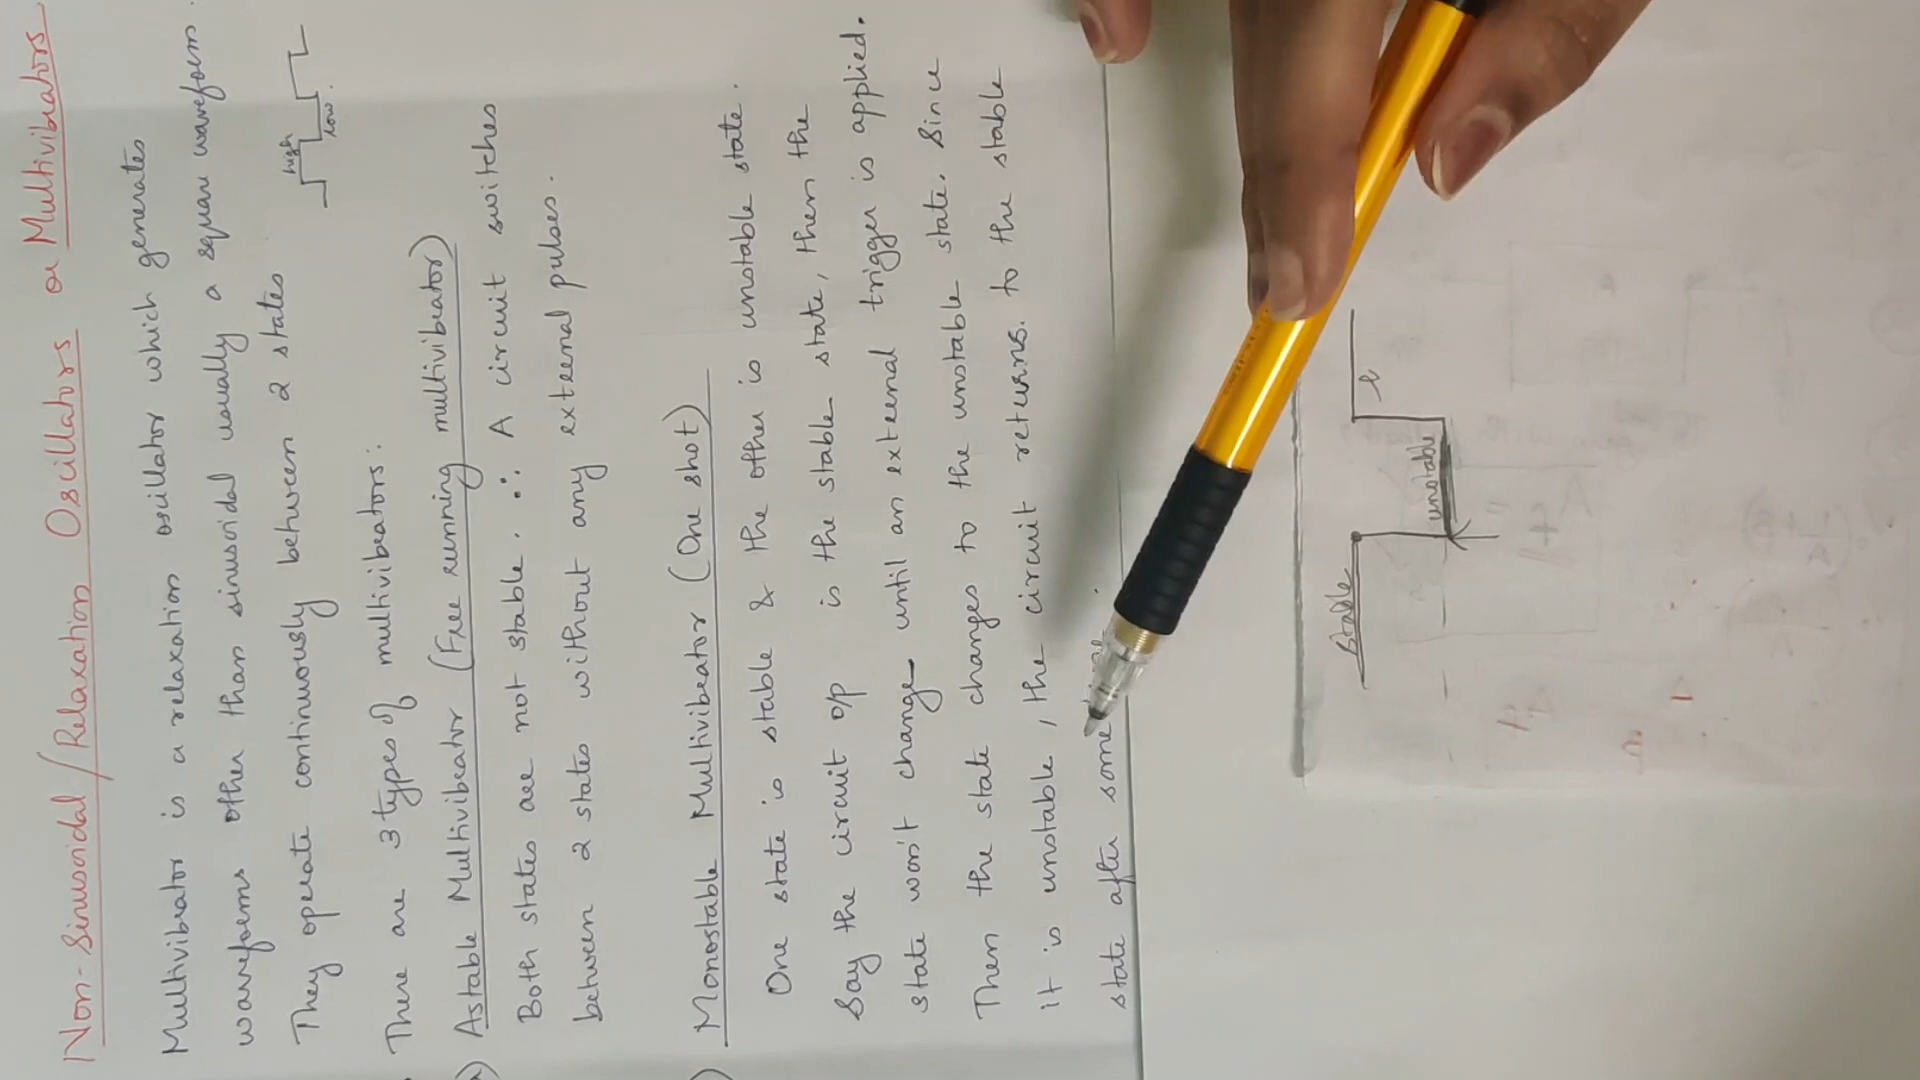 Non-Sinusoidal/Relaxation Oscillators or Multivibrators
Multivibrator is a relaxation oscillator which generates
waveforms other than sinusoidal usually a square waveform.
They operate continuously between 2 states
high
low.
There are 3 types of multivibrators:
a) Astable Multivibrator (Free running multivibrator)
Both states are not stable. ∴ A circuit switches
between 2 states without any external pulses.
) Monostable Multivibrator (One shot)
One state is stable & the other is unstable state.
Say the circuit o/p is the stable state, then the
state won't change until an external trigger is applied.
Then the state changes to the unstable state. Since
it is unstable, the circuit returns. to the stable
state after some
Stable
unstable